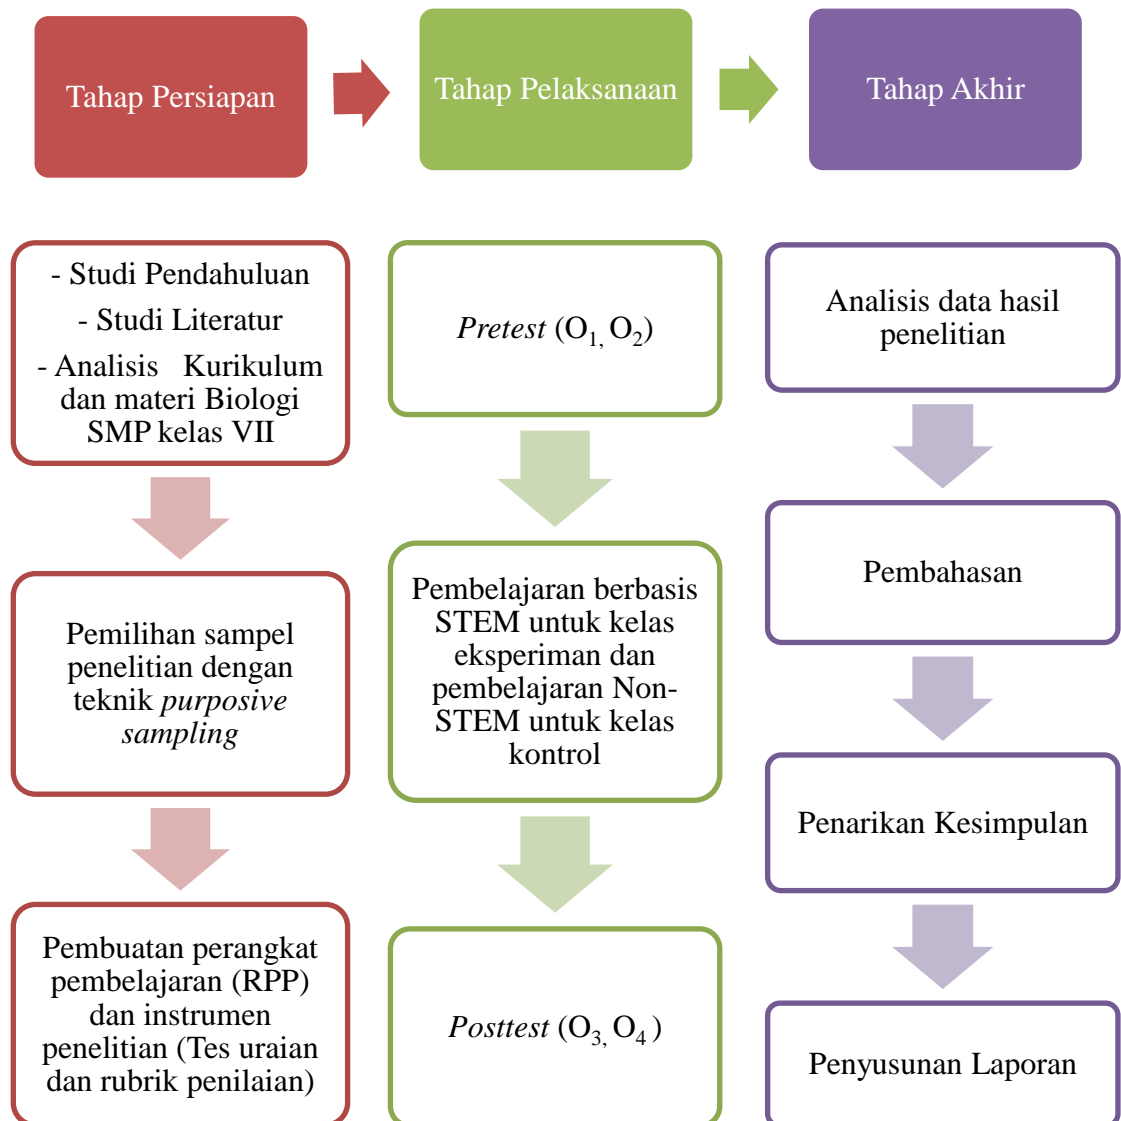 Tahap Persiapan
Tahap Pelaksanaan
Tahap Akhir
- Studi Pendahuluan
- Studi Literatur
- Analisis Kurikulum
dan materi Biologi
SMP kelas VII
Pemilihan sampel
penelitian dengan
teknik purposive
sampling
Pembuatan perangkat
pembelajaran (RPP)
dan instrumen
penelitian (Tes uraian
dan rubrik penilaian)
Pretest (O₁, O₂)
Pembelajaran berbasis
STEM untuk kelas
eksperiman dan
pembelajaran Non-
STEM untuk kelas
kontrol
Posttest (O₃, O₄ )
Analisis data hasil
penelitian
Pembahasan
Penarikan Kesimpulan
Penyusunan Laporan